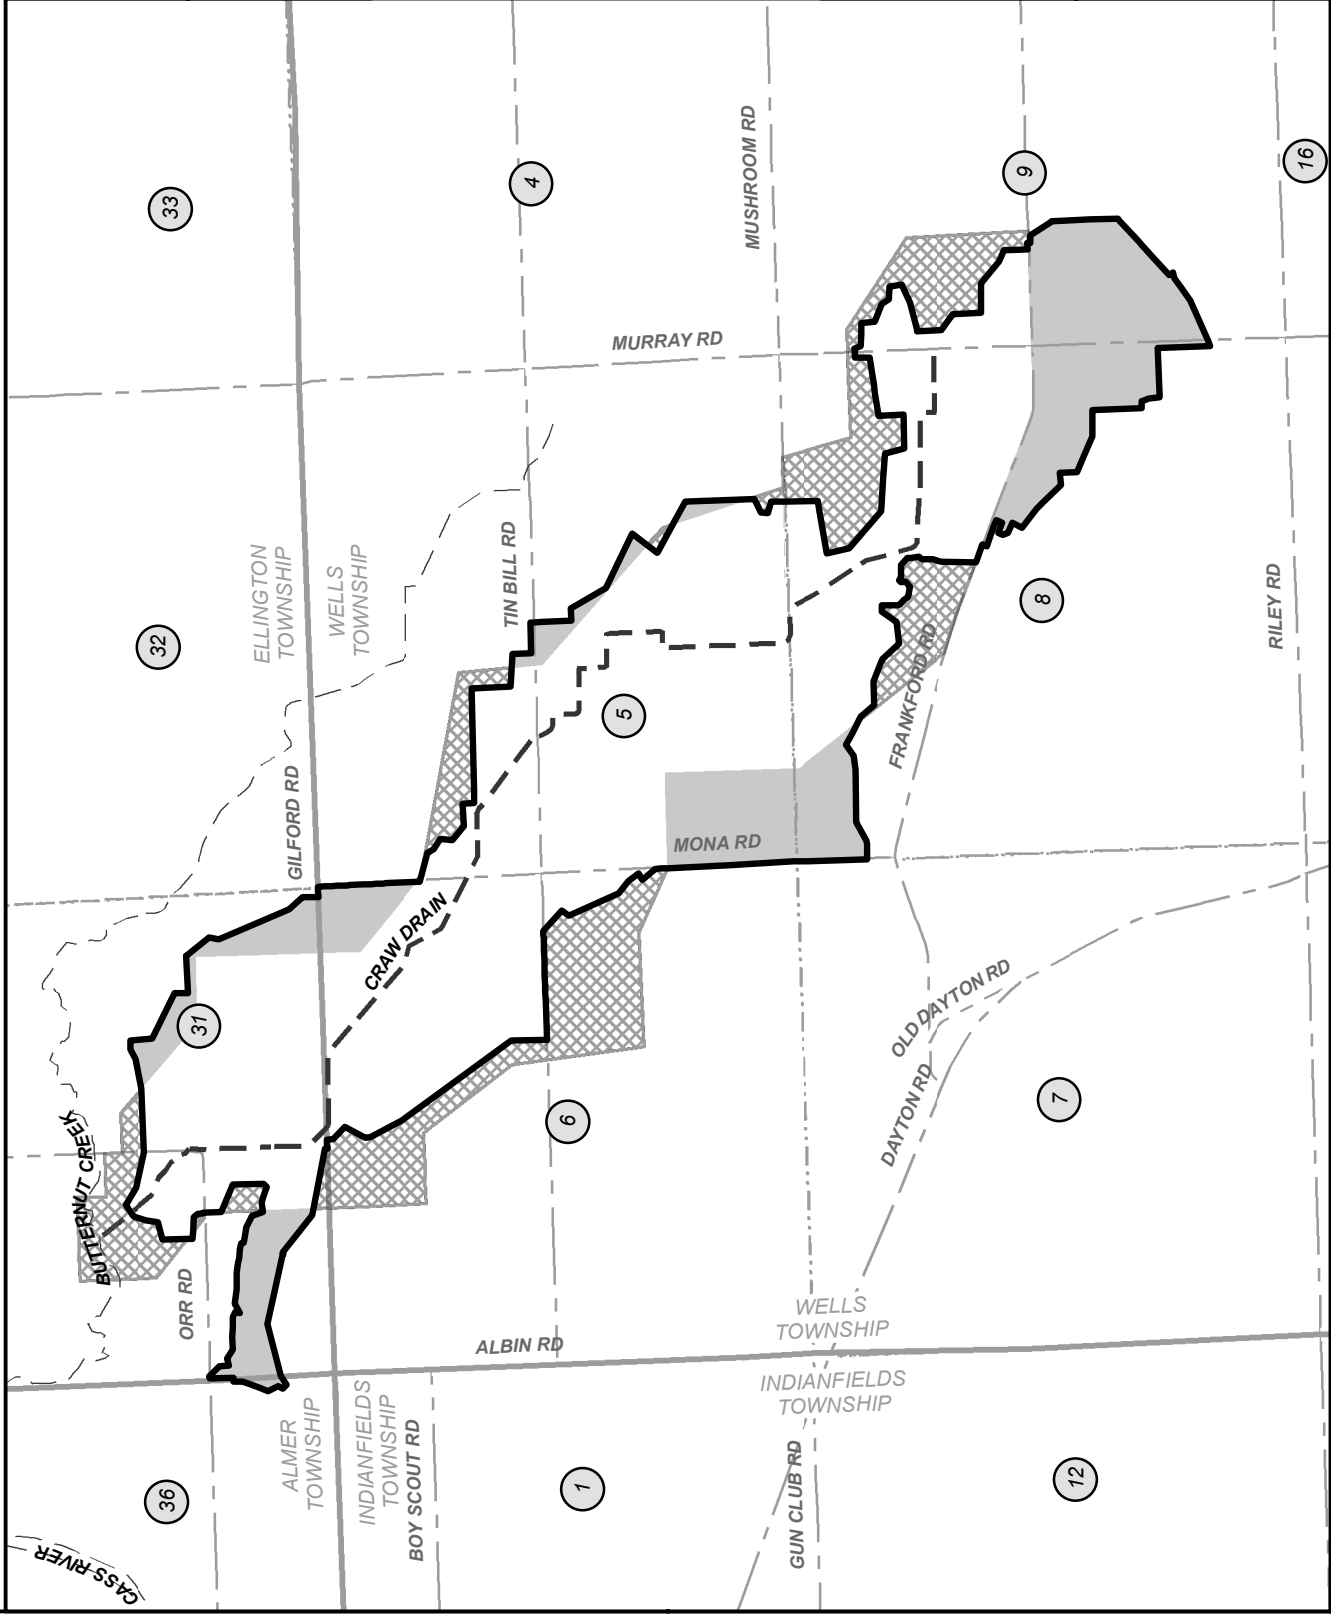 33
4
MUSHROOM RD
9
16
MURRAY RD
ELLINGTON
TOWNSHIP
WELLS
TOWNSHIP
TIN BILL RD
32
8
RILEY RD
FRANKFORD RD
5
GILFORD RD
MONA RD
CRAW DRAIN
31
OLD DAYTON RD
DAYTON RD
7
6
BUTTERNUT CREEK
ORR RD
ALBIN RD
WELLS
TOWNSHIP
INDIANFIELDS
TOWNSHIP
ALMER
TOWNSHIP
INDIANFIELDS
TOWNSHIP
BOY SCOUT RD
GUN CLUB RD
36
1
12
CASS RIVER